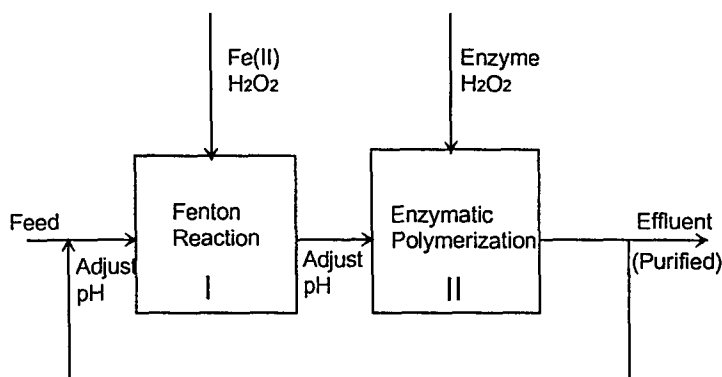 Fe(II)
H2O2
Enzyme
H2O2
Feed
Adjust
pH
Fenton
Reaction
I
Adjust
pH
Enzymatic
Polymerization
II
Effluent
(Purified)